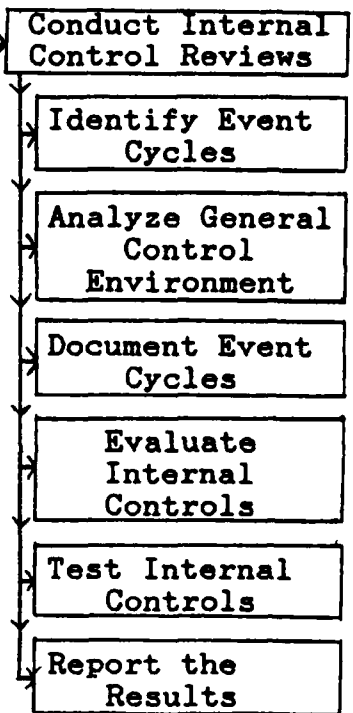 Conduct Internal
Control Reviews
Identify Event
Cycles
Analyze General
Control
Environment
Document Event
Cycles
Evaluate
Internal
Controls
Test Internal
Controls
Report the
Results